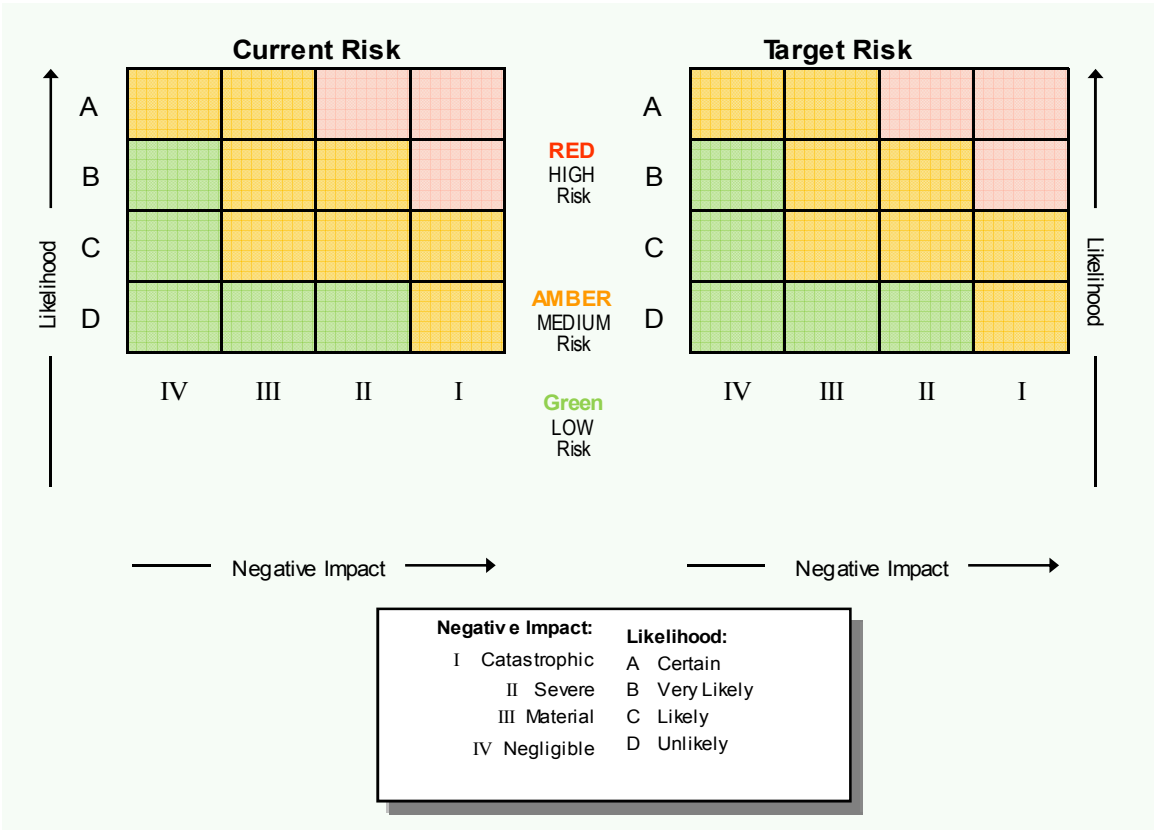 Current Risk
Target Risk
A
B
C
D
IV III II I
Likelihood
RED
HIGH
Risk
AMBER
MEDIUM
Risk
Green
LOW
Risk
A
B
C
D
IV III II I
Likelihood
Negative Impact
Negative Impact
Negative Impact:
I Catastrophic
II Severe
III Material
IV Negligible
Likelihood:
A Certain
B Very Likely
C Likely
D Unlikely